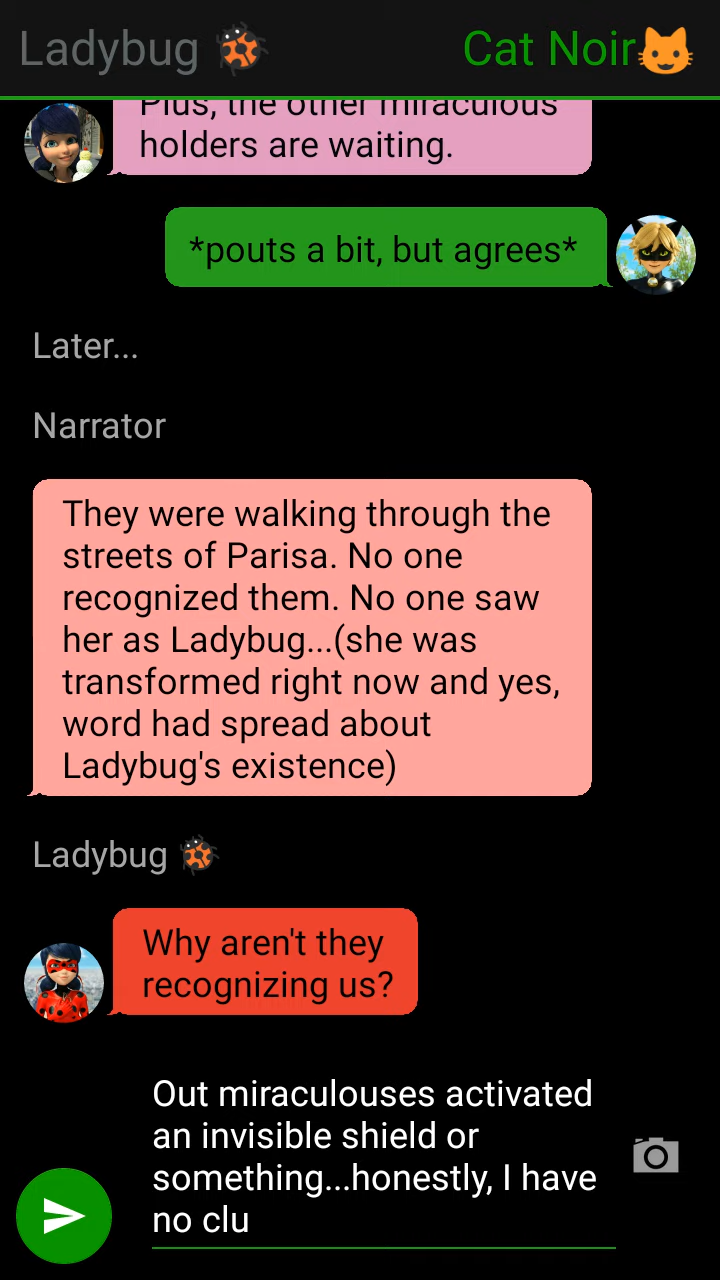 Ladybug 🐞
Cat Noir😺
Plus, the other miraculous
holders are waiting.
*pouts a bit, but agrees*
Later...
Narrator
They were walking through the
streets of Parisa. No one
recognized them. No one saw
her as Ladybug...(she was
transformed right now and yes,
word had spread about
Ladybug's existence)
Ladybug 🐞
Why aren't they
recognizing us?
Out miraculouses activated
an invisible shield or
something...honestly, I have
no clu